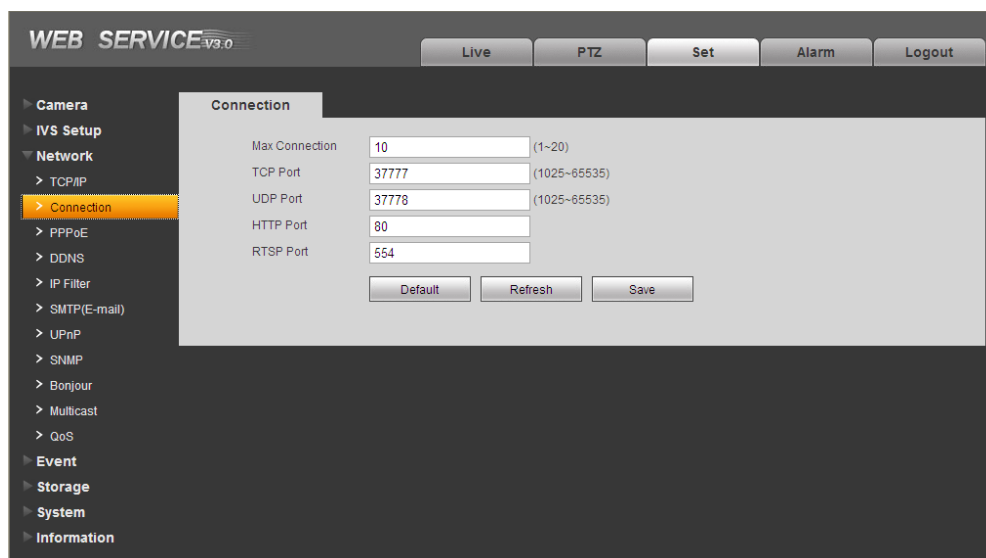 WEB SERVICE V3.0
Live PTZ Set Alarm Logout
Camera
IVS Setup
Network
> TCP/IP
> Connection
> PPPoE
> DDNS
> IP Filter
> SMTP(E-mail)
> UPnP
> SNMP
> Bonjour
> Multicast
> QoS
Event
Storage
System
Information
Connection
Max Connection 10 (1~20)
TCP Port 37777 (1025~65535)
UDP Port 37778 (1025~65535)
HTTP Port 80
RTSP Port 554
Default Refresh Save